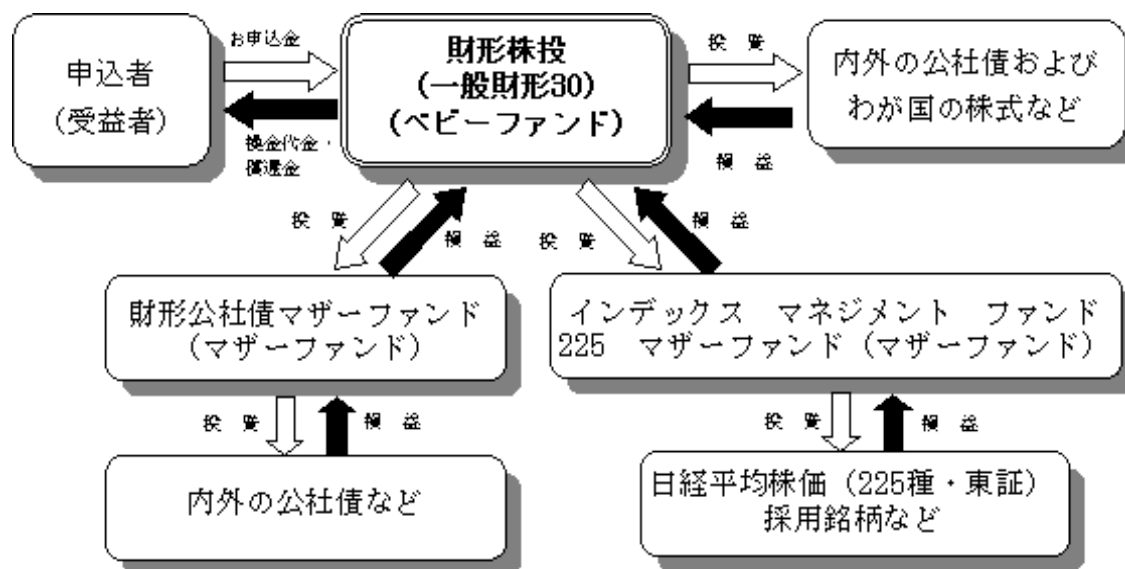 申込者
（受益者）
お申込金
換金代金・
償還金
財形株投
（一般財形30）
（ベビーファンド）
投 資
損 益
内外の公社債および
わが国の株式など
投 資
損 益
投 資
損 益
財形公社債マザーファンド
（マザーファンド）
インデックス マネジメント ファンド
225 マザーファンド（マザーファンド）
投 資
損 益
投 資
損 益
内外の公社債など
日経平均株価（225種・東証）
採用銘柄など